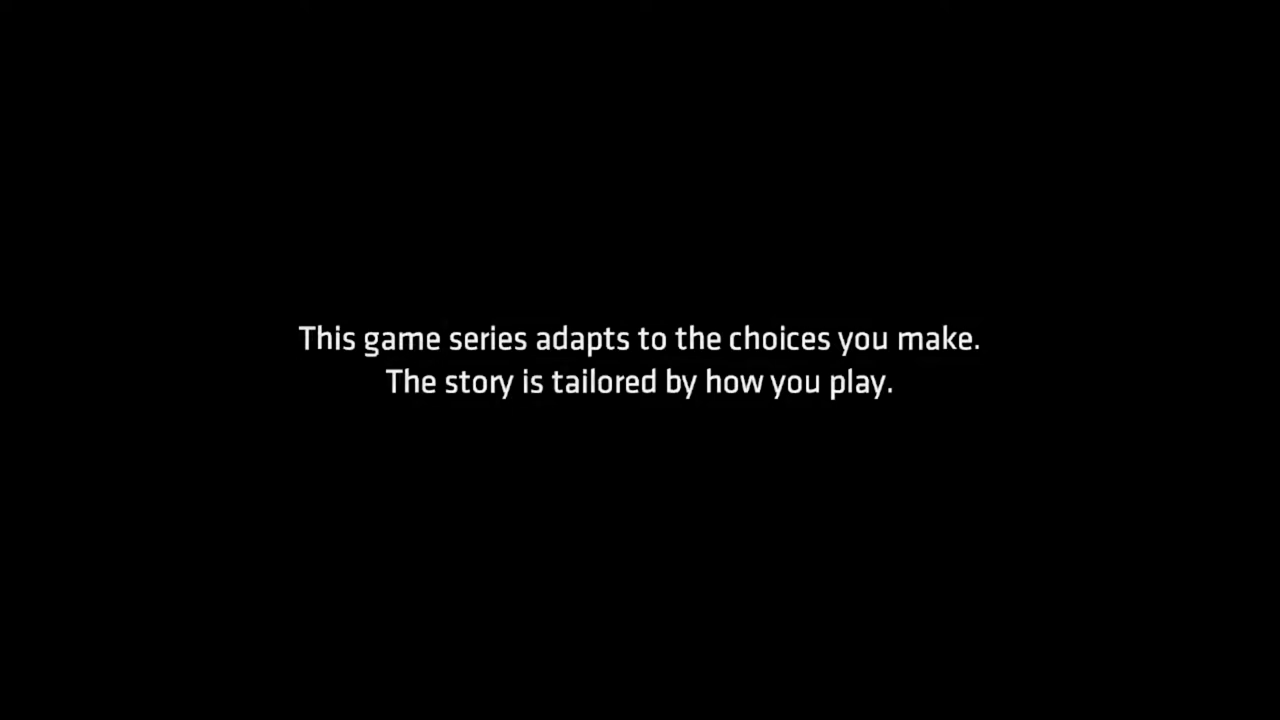 This game series adapts to the choices you make.
The story is tailored by how you play.